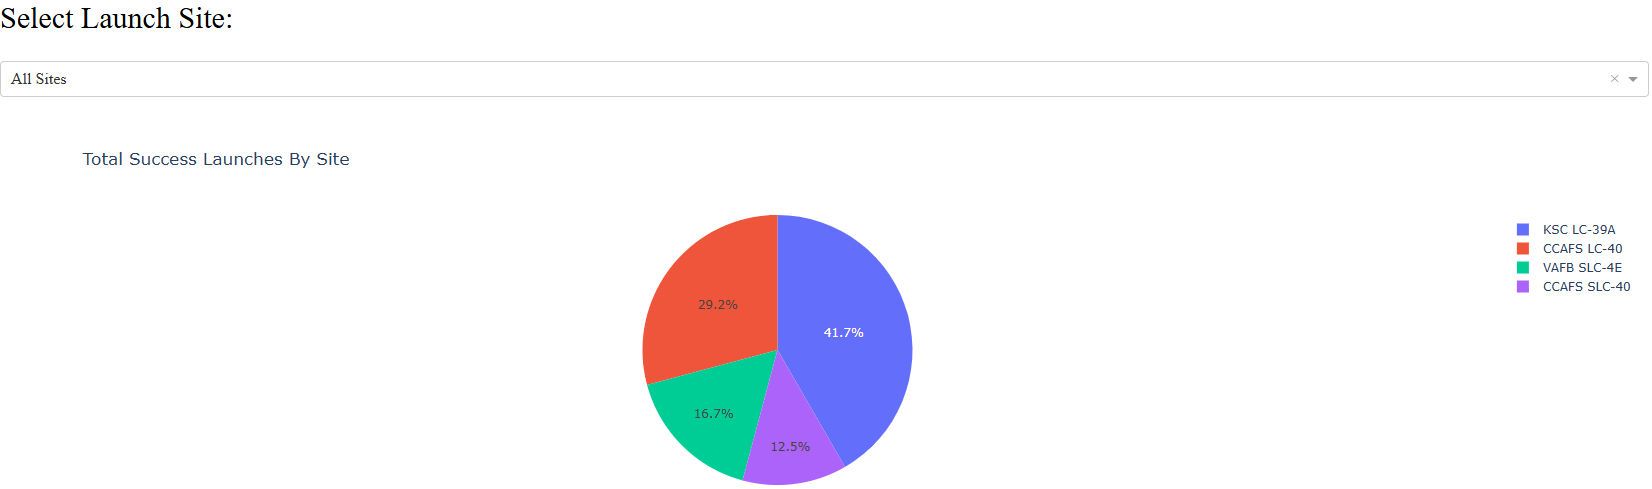 Select Launch Site:
All Sites
×
Total Success Launches By Site
KSC LC-39A
CCAFS LC-40
VAFB SLC-4E
CCAFS SLC-40
29.2%
41.7%
16.7%
12.5%